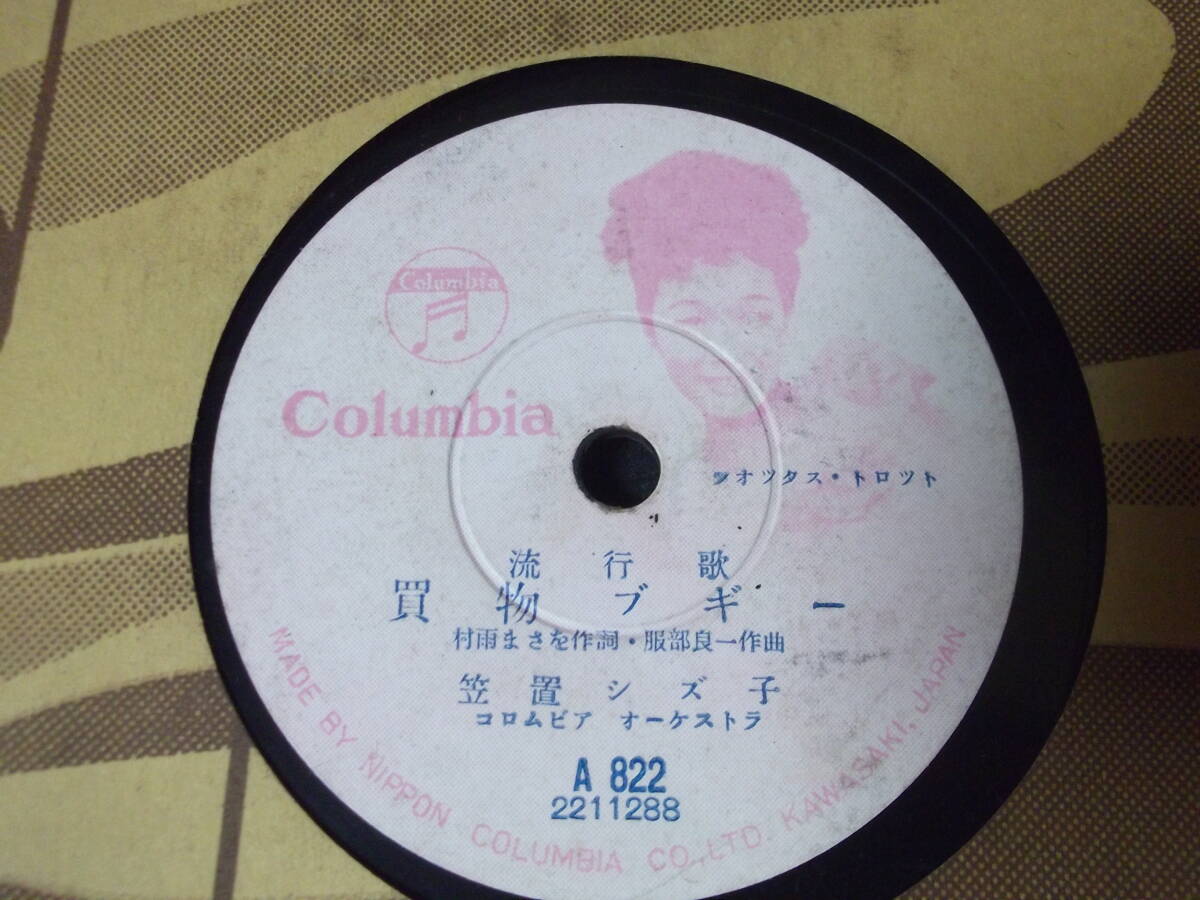 Columbia
Columbia
フオツクス・トロツト
流行歌
買物ブギー
村雨まさを作詞・服部良一作曲
笠置シズ子
コロムビア オーケストラ
A 822
2211288
MADE BY NIPPON COLUMBIA CO., LTD. KAWASAKI, JAPAN